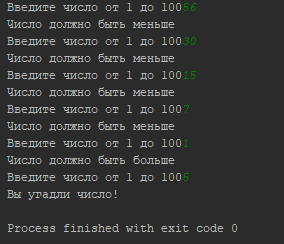 Введите число от 1 до 10056
Число должно быть меньше
Введите число от 1 до 10030
Число должно быть меньше
Введите число от 1 до 10015
Число должно быть меньше
Введите число от 1 до 1007
Число должно быть меньше
Введите число от 1 до 1001
Число должно быть больше
Введите число от 1 до 1005
Вы угадли число!
Process finished with exit code 0